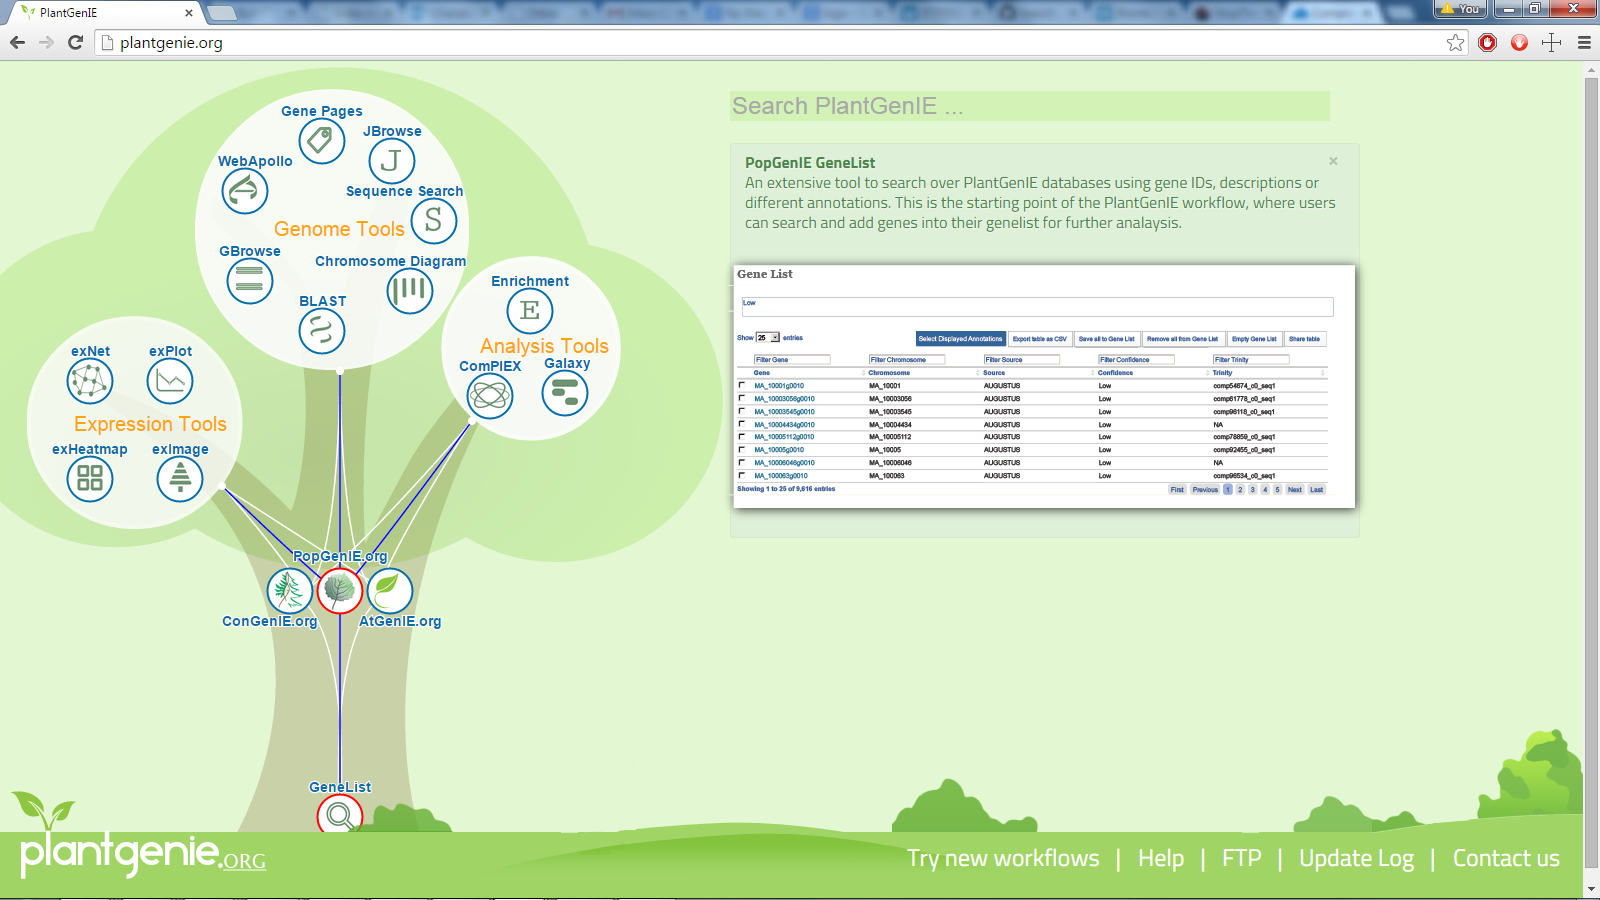 PlantGenIE
You
plantgenie.org
Gene Pages
JBrowse
WebApollo
Sequence Search
Genome Tools
GBrowse
Chromosome Diagram
BLAST
Enrichment
Analysis Tools
ComPlEX
Galaxy
exNet
exPlot
Expression Tools
exHeatmap
exImage
PopGenIE.org
ConGenIE.org
AtGenIE.org
GeneList
Search PlantGenIE ...
PopGenIE GeneList
An extensive tool to search over PlantGenIE databases using gene IDs, descriptions or
different annotations. This is the starting point of the PlantGenIE workflow, where users
can search and add genes into their genelist for further analaysis.
Gene List
Low
Show 25 entries
Select Displayed Annotations Export table as CSV Save all to Gene List Remove all from Gene List Empty Gene List Share table
Filter Gene Filter Chromosome Filter Source Filter Confidence Filter Trinity
Gene Chromosome Source Confidence Trinity
MA_10001g0010 MA_10001 AUGUSTUS Low comp54674_c0_seq1
MA_10003056g0010 MA_10003056 AUGUSTUS Low comp61778_c0_seq1
MA_10003545g0010 MA_10003545 AUGUSTUS Low comp96118_c0_seq1
MA_10004434g0010 MA_10004434 AUGUSTUS Low NA
MA_10005112g0010 MA_10005112 AUGUSTUS Low comp78859_c0_seq1
MA_10005g0010 MA_10005 AUGUSTUS Low comp92455_c0_seq1
MA_10006046g0010 MA_10006046 AUGUSTUS Low NA
MA_100063g0010 MA_100063 AUGUSTUS Low comp96534_c0_seq1
Showing 1 to 25 of 9,616 entries
First Previous 1 2 3 4 5 Next Last
plantgenie.ORG
Try new workflows | Help | FTP | Update Log | Contact us